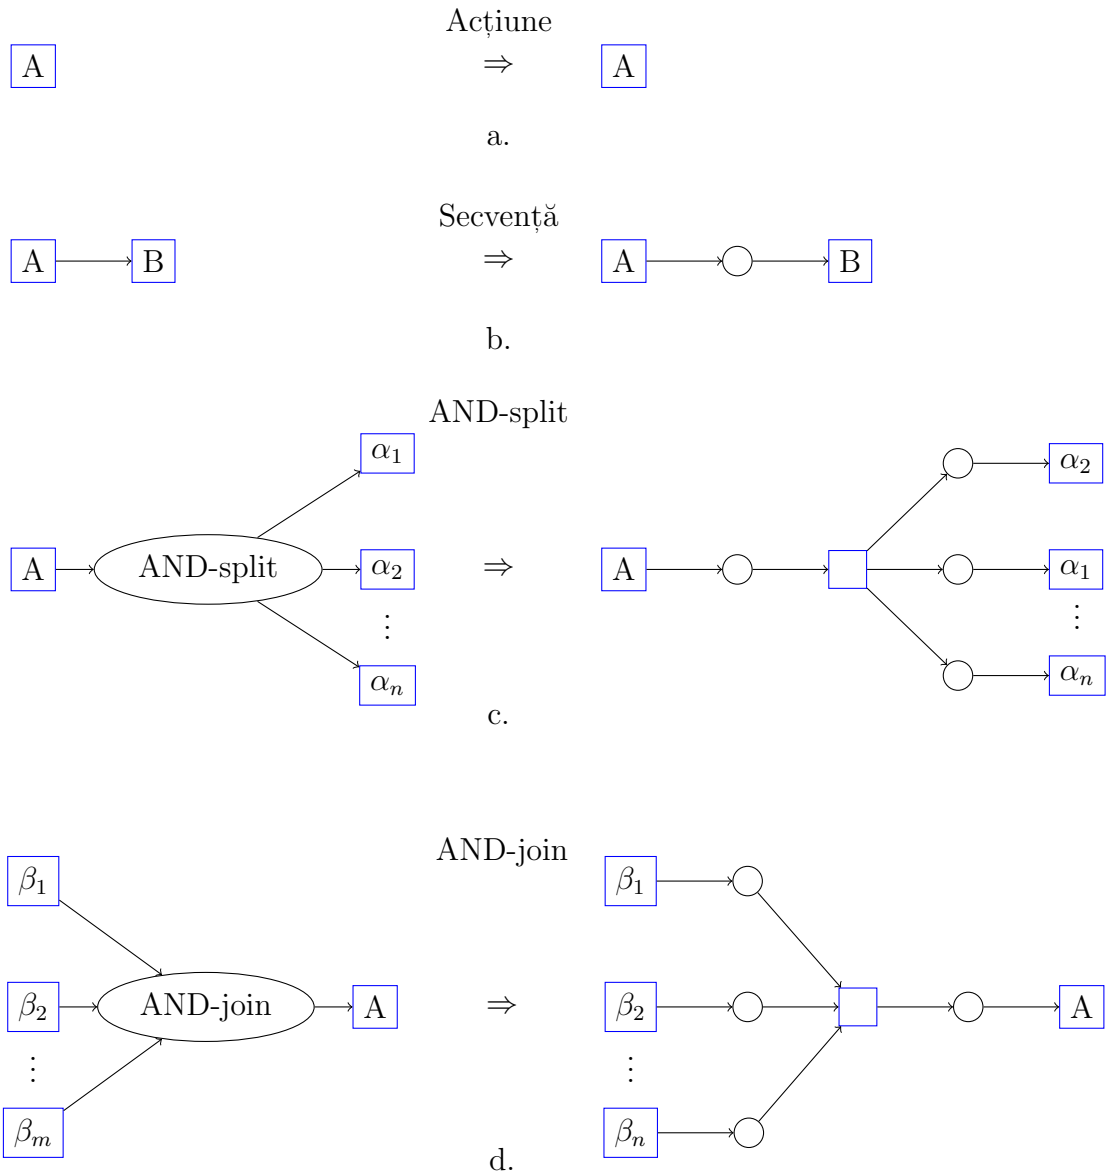 Acțiune
A ⇒ A
a.
Secvență
A B ⇒ A B
b.
AND-split
α1
α2
A AND-split α2 ⇒ A α1
⋮ ⋮
αn αn
c.
AND-join
β1 β1
β2 AND-join A ⇒ β2 A
⋮ ⋮
βm βn
d.